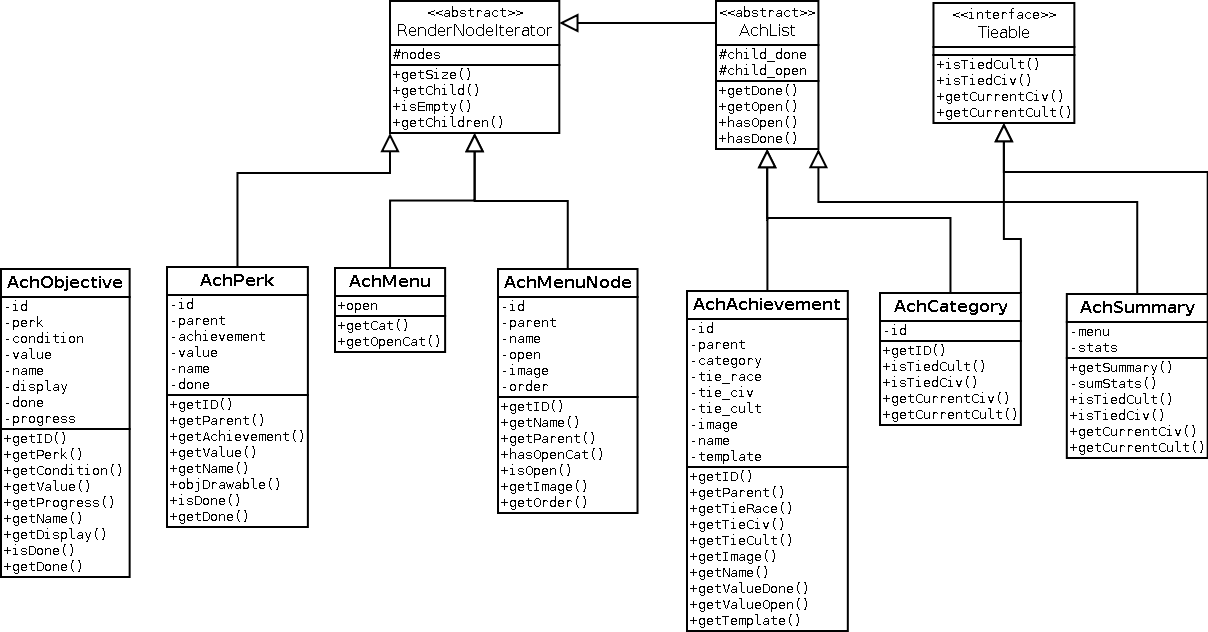 <<abstract>>
RenderNodeIterator
#nodes
+getSize()
+getChild()
+isEmpty()
+getChildren()
<<abstract>>
AchList
#child_done
#child_open
+getDone()
+getOpen()
+hasOpen()
+hasDone()
<<interface>>
Tieable
+isTiedCult()
+isTiedCiv()
+getCurrentCiv()
+getCurrentCult()
AchObjective
-id
-perk
-condition
-value
-name
-display
-done
-progress
+getID()
+getPerk()
+getCondition()
+getValue()
+getProgress()
+getName()
+getDisplay()
+isDone()
+getDone()
AchPerk
-id
-parent
-achievement
-value
-name
-done
+getID()
+getParent()
+getAchievement()
+getValue()
+getName()
+objDrawable()
+isDone()
+getDone()
AchMenu
+open
+getCat()
+getOpenCat()
AchMenuNode
-id
-parent
-name
-open
-image
-order
+getID()
+getName()
+getParent()
+hasOpenCat()
+isOpen()
+getImage()
+getOrder()
AchAchievement
-id
-parent
-category
-tie_race
-tie_civ
-tie_cult
-image
-name
-template
+getID()
+getParent()
+getTieRace()
+getTieCiv()
+getTieCult()
+getImage()
+getName()
+getValueDone()
+getValueOpen()
+getTemplate()
AchCategory
-id
+getID()
+isTiedCult()
+isTiedCiv()
+getCurrentCiv()
+getCurrentCult()
AchSummary
-menu
-stats
+getSummary()
-sumStats()
+isTiedCult()
+isTiedCiv()
+getCurrentCiv()
+getCurrentCult()